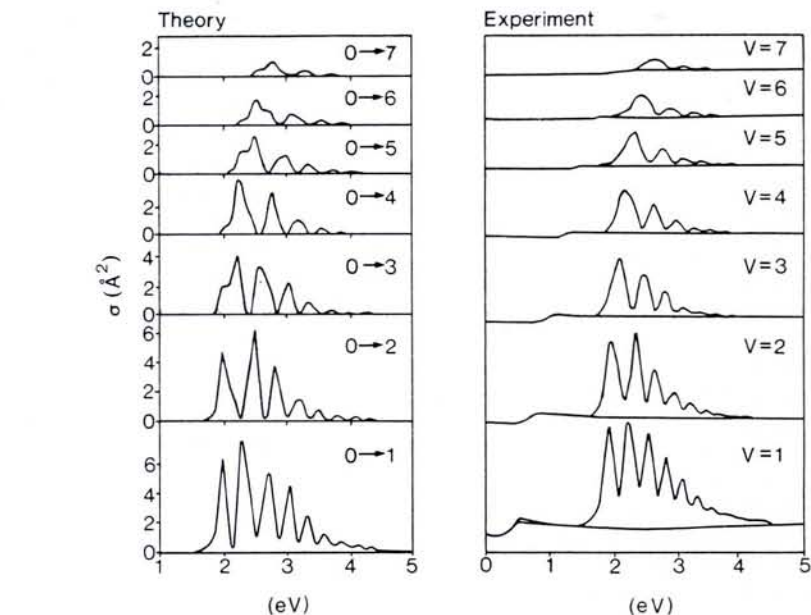 Theory
2
0
0→7
2
0
0→6
2
0
0→5
2
0
0→4
4
2
0
0→3
6
4
2
0
0→2
6
4
2
0
0→1
σ (Å²)
1 2 3 4 5
(eV)
Experiment
V=7
V=6
V=5
V=4
V=3
V=2
V=1
0 1 2 3 4 5
(eV)